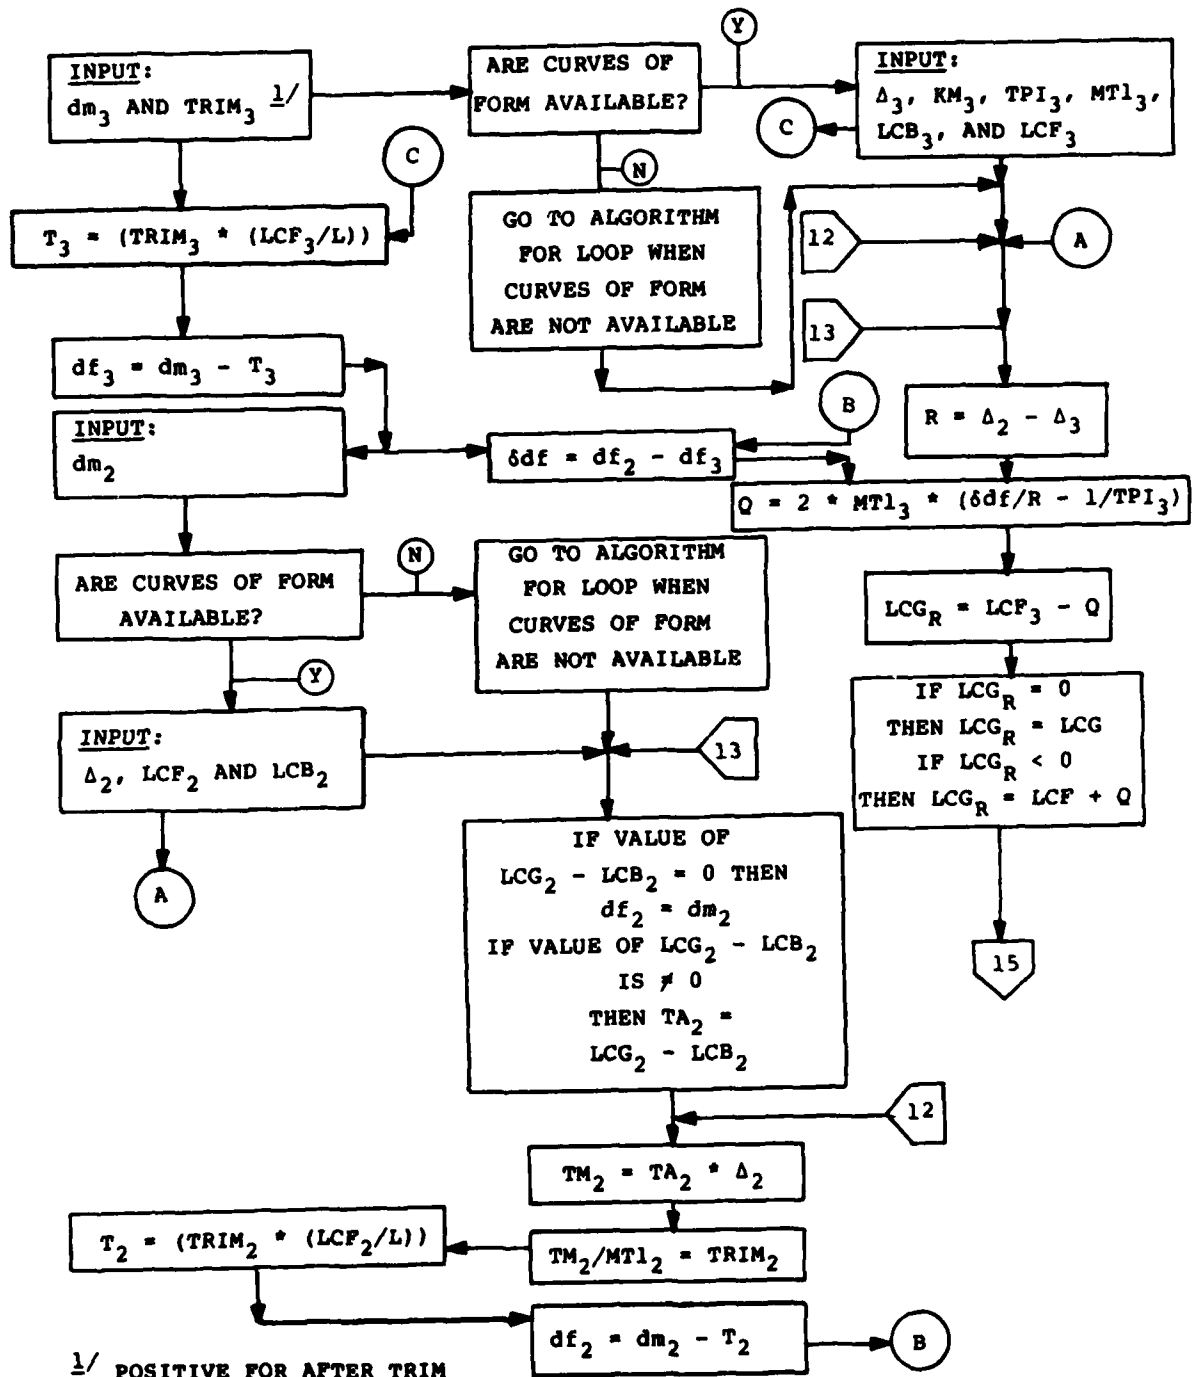 INPUT:
dm3 AND TRIM3 1/
ARE CURVES OF
FORM AVAILABLE?
Y
INPUT:
Δ3, KM3, TPI3, MT13,
LCB3, AND LCF3
C
C
N
T3 = (TRIM3 * (LCF3/L))
GO TO ALGORITHM
FOR LOOP WHEN
CURVES OF FORM
ARE NOT AVAILABLE
12
A
13
df3 = dm3 - T3
B
R = Δ2 - Δ3
INPUT:
dm2
δdf = df2 - df3
Q = 2 * MT13 * (δdf/R - 1/TPI3)
ARE CURVES OF FORM
AVAILABLE?
N
GO TO ALGORITHM
FOR LOOP WHEN
CURVES OF FORM
ARE NOT AVAILABLE
LCGR = LCF3 - Q
Y
IF LCGR = 0
THEN LCGR = LCG
IF LCGR < 0
THEN LCGR = LCF + Q
INPUT:
Δ2, LCF2 AND LCB2
13
A
IF VALUE OF
LCG2 - LCB2 = 0 THEN
df2 = dm2
IF VALUE OF LCG2 - LCB2
IS ≠ 0
THEN TA2 =
LCG2 - LCB2
15
12
TM2 = TA2 * Δ2
T2 = (TRIM2 * (LCF2/L))
TM2/MT12 = TRIM2
df2 = dm2 - T2
B
1/ POSITIVE FOR AFTER TRIM